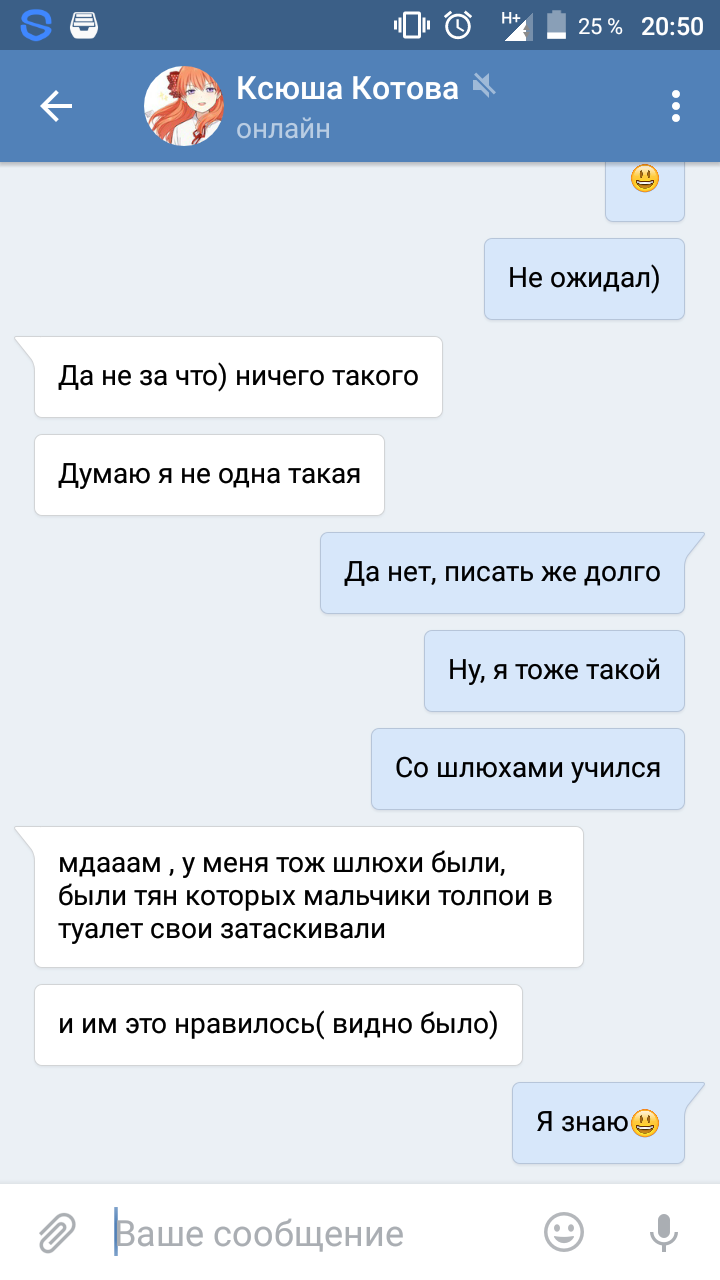 H+
25 %
20:50
Ксюша Котова
онлайн
😃
Не ожидал)
Да не за что) ничего такого
Думаю я не одна такая
Да нет, писать же долго
Ну, я тоже такой
Со шлюхами учился
мдааам , у меня тож шлюхи были,
были тян которых мальчики толпои в
туалет свои затаскивали
и им это нравилось( видно было)
Я знаю😃
Ваше сообщение